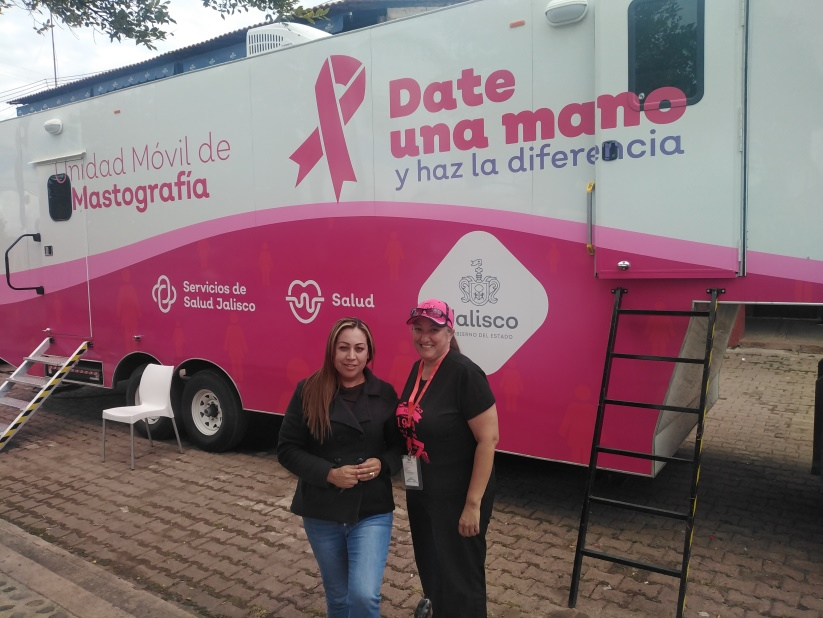 Unidad Móvil de
Mastografía
Date
una mano
y haz la diferencia
Servicios de
Salud Jalisco
Salud
Jalisco
GOBIERNO DEL ESTADO